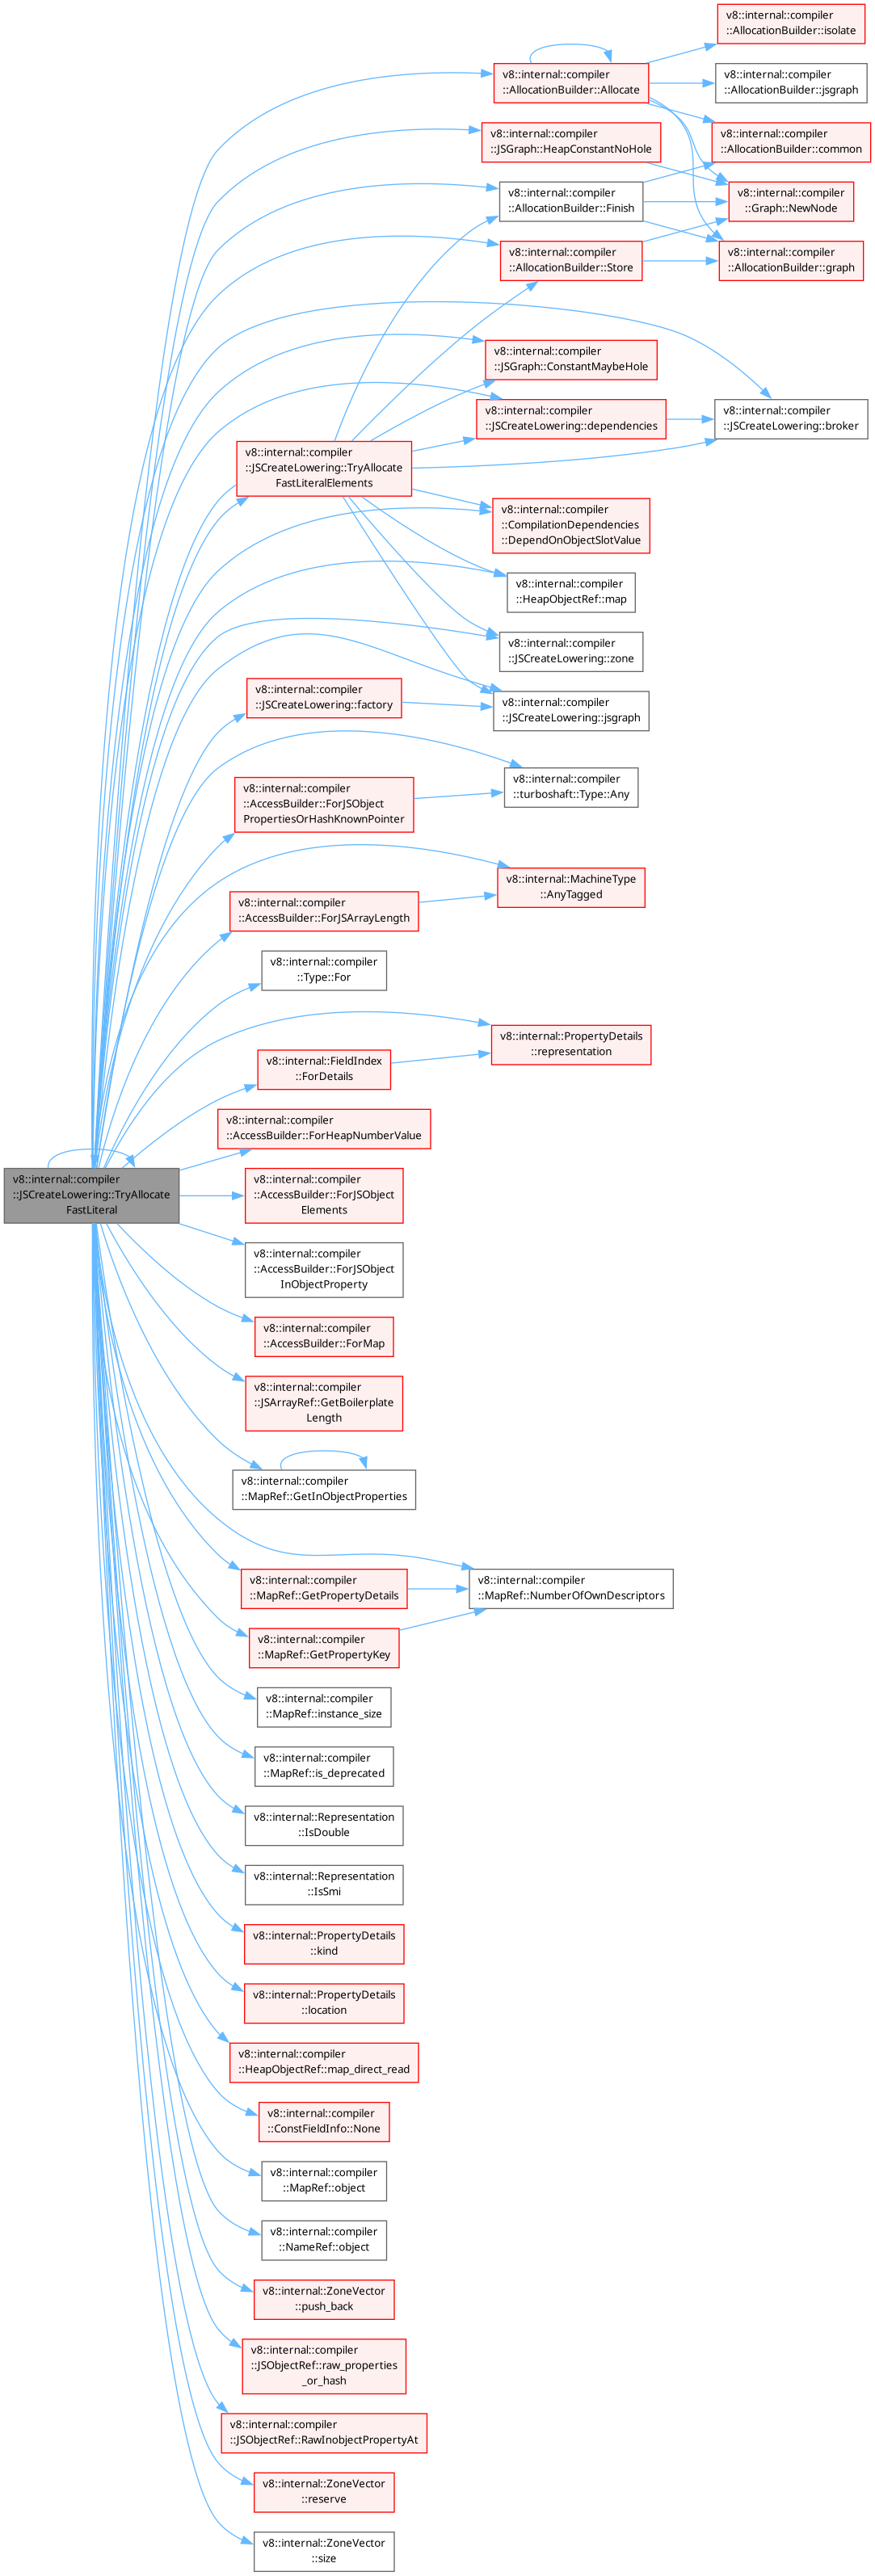 v8::internal::compiler
::AllocationBuilder::isolate
v8::internal::compiler
::AllocationBuilder::Allocate
v8::internal::compiler
::AllocationBuilder::jsgraph
v8::internal::compiler
::JSGraph::HeapConstantNoHole
v8::internal::compiler
::AllocationBuilder::common
v8::internal::compiler
::AllocationBuilder::Finish
v8::internal::compiler
::Graph::NewNode
v8::internal::compiler
::AllocationBuilder::Store
v8::internal::compiler
::AllocationBuilder::graph
v8::internal::compiler
::JSGraph::ConstantMaybeHole
v8::internal::compiler
::JSCreateLowering::dependencies
v8::internal::compiler
::JSCreateLowering::broker
v8::internal::compiler
::JSCreateLowering::TryAllocate
FastLiteralElements
v8::internal::compiler
::CompilationDependencies
::DependOnObjectSlotValue
v8::internal::compiler
::HeapObjectRef::map
v8::internal::compiler
::JSCreateLowering::zone
v8::internal::compiler
::JSCreateLowering::factory
v8::internal::compiler
::JSCreateLowering::jsgraph
v8::internal::compiler
::turboshaft::Type::Any
v8::internal::compiler
::AccessBuilder::ForJSObject
PropertiesOrHashKnownPointer
v8::internal::MachineType
::AnyTagged
v8::internal::compiler
::AccessBuilder::ForJSArrayLength
v8::internal::compiler
::Type::For
v8::internal::PropertyDetails
::representation
v8::internal::FieldIndex
::ForDetails
v8::internal::compiler
::AccessBuilder::ForHeapNumberValue
v8::internal::compiler
::JSCreateLowering::TryAllocate
FastLiteral
v8::internal::compiler
::AccessBuilder::ForJSObject
Elements
v8::internal::compiler
::AccessBuilder::ForJSObject
InObjectProperty
v8::internal::compiler
::AccessBuilder::ForMap
v8::internal::compiler
::JSArrayRef::GetBoilerplate
Length
v8::internal::compiler
::MapRef::GetInObjectProperties
v8::internal::compiler
::MapRef::GetPropertyDetails
v8::internal::compiler
::MapRef::NumberOfOwnDescriptors
v8::internal::compiler
::MapRef::GetPropertyKey
v8::internal::compiler
::MapRef::instance_size
v8::internal::compiler
::MapRef::is_deprecated
v8::internal::Representation
::IsDouble
v8::internal::Representation
::IsSmi
v8::internal::PropertyDetails
::kind
v8::internal::PropertyDetails
::location
v8::internal::compiler
::HeapObjectRef::map_direct_read
v8::internal::compiler
::ConstFieldInfo::None
v8::internal::compiler
::MapRef::object
v8::internal::compiler
::NameRef::object
v8::internal::ZoneVector
::push_back
v8::internal::compiler
::JSObjectRef::raw_properties
_or_hash
v8::internal::compiler
::JSObjectRef::RawInobjectPropertyAt
v8::internal::ZoneVector
::reserve
v8::internal::ZoneVector
::size